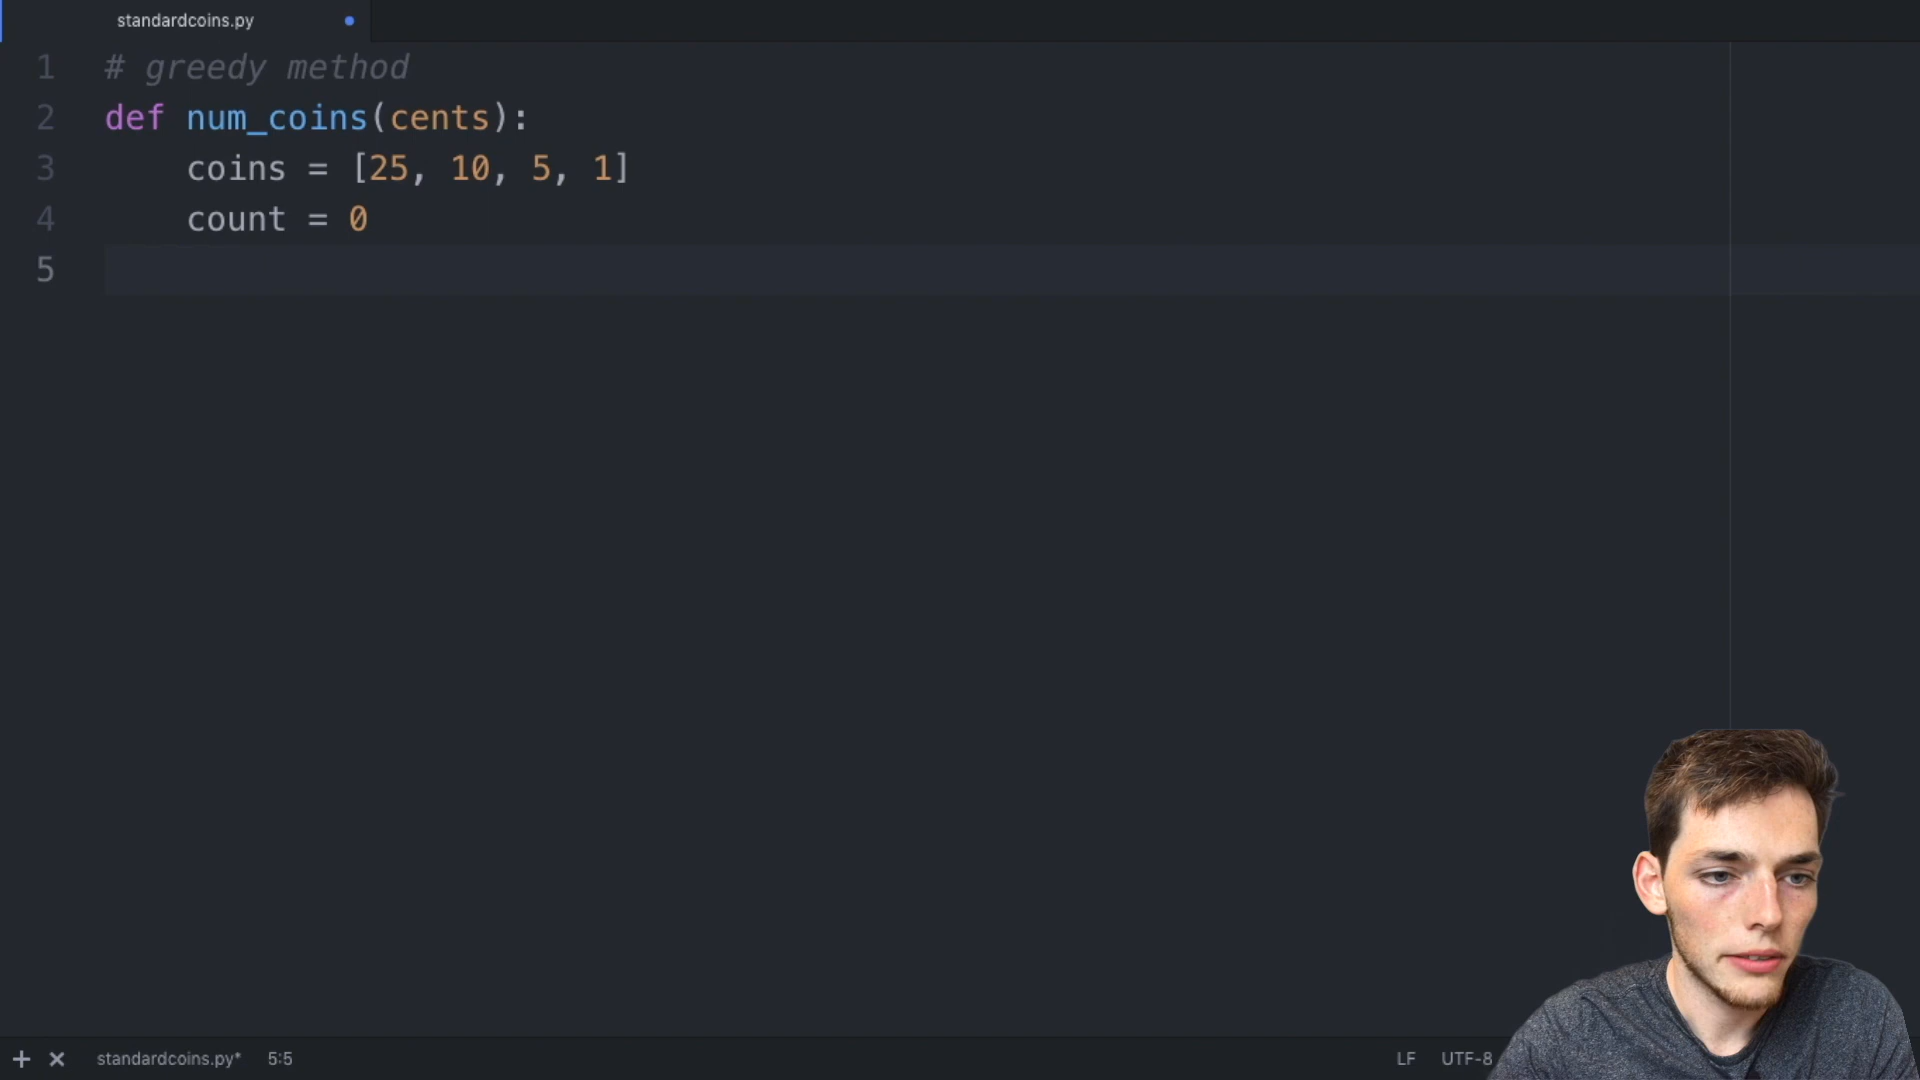 standardcoins.py
1 # greedy method
2 def num_coins(cents):
3     coins = [25, 10, 5, 1]
4     count = 0
5
standardcoins.py* 5:5 LF UTF-8